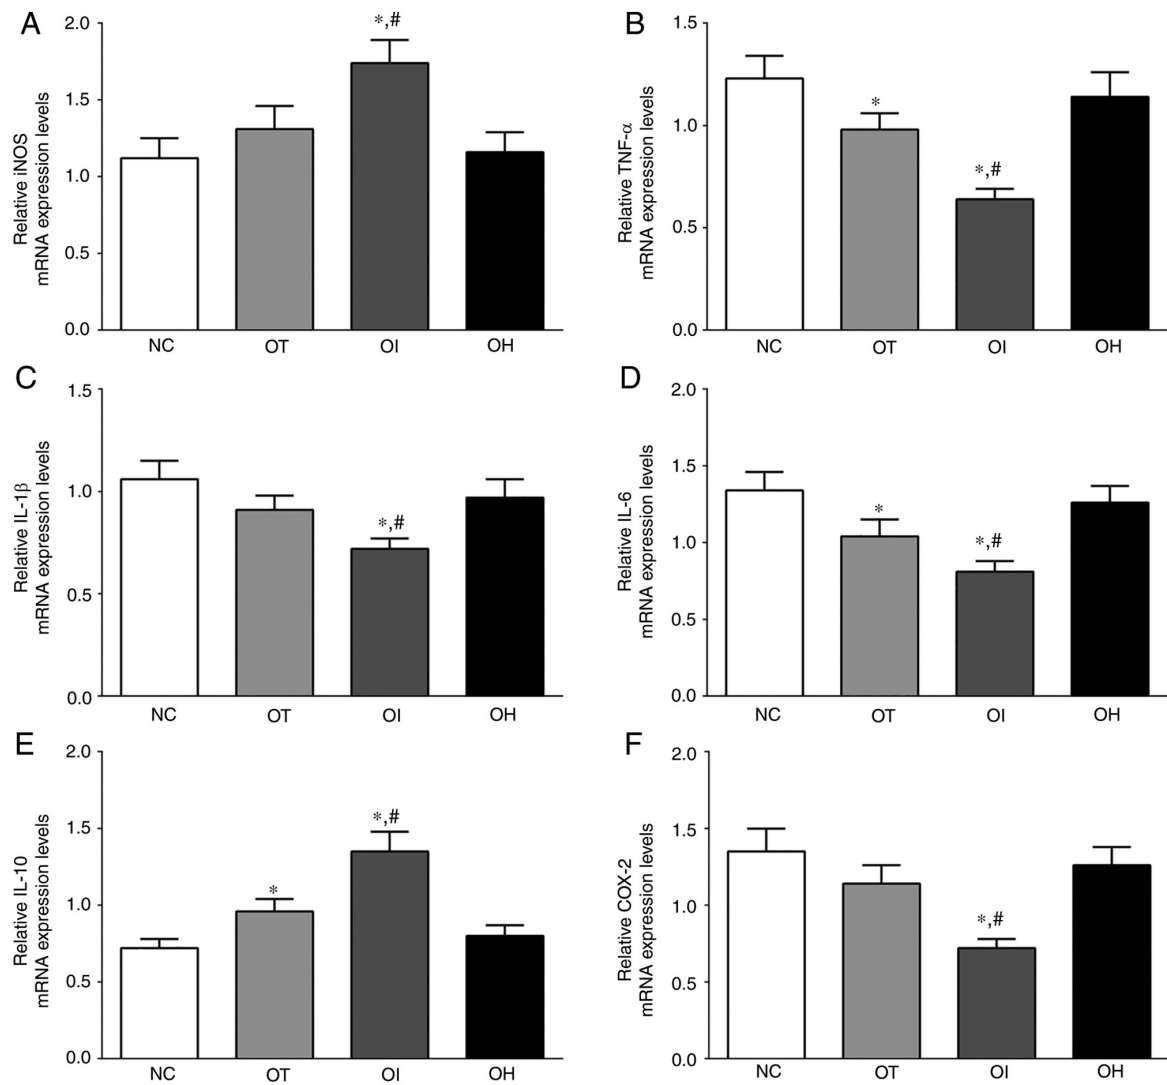 A
Relative iNOS
mRNA expression levels
2.0
1.5
1.0
0.5
0.0
*,#
NC OT OI OH
B
Relative TNF-α
mRNA expression levels
1.5
1.0
0.5
0.0
*
*,#
NC OT OI OH
C
Relative IL-1β
mRNA expression levels
1.5
1.0
0.5
0.0
*,#
NC OT OI OH
D
Relative IL-6
mRNA expression levels
2.0
1.5
1.0
0.5
0.0
*
*,#
NC OT OI OH
E
Relative IL-10
mRNA expression levels
2.0
1.5
1.0
0.5
0.0
*
*,#
NC OT OI OH
F
Relative COX-2
mRNA expression levels
2.0
1.5
1.0
0.5
0.0
*,#
NC OT OI OH